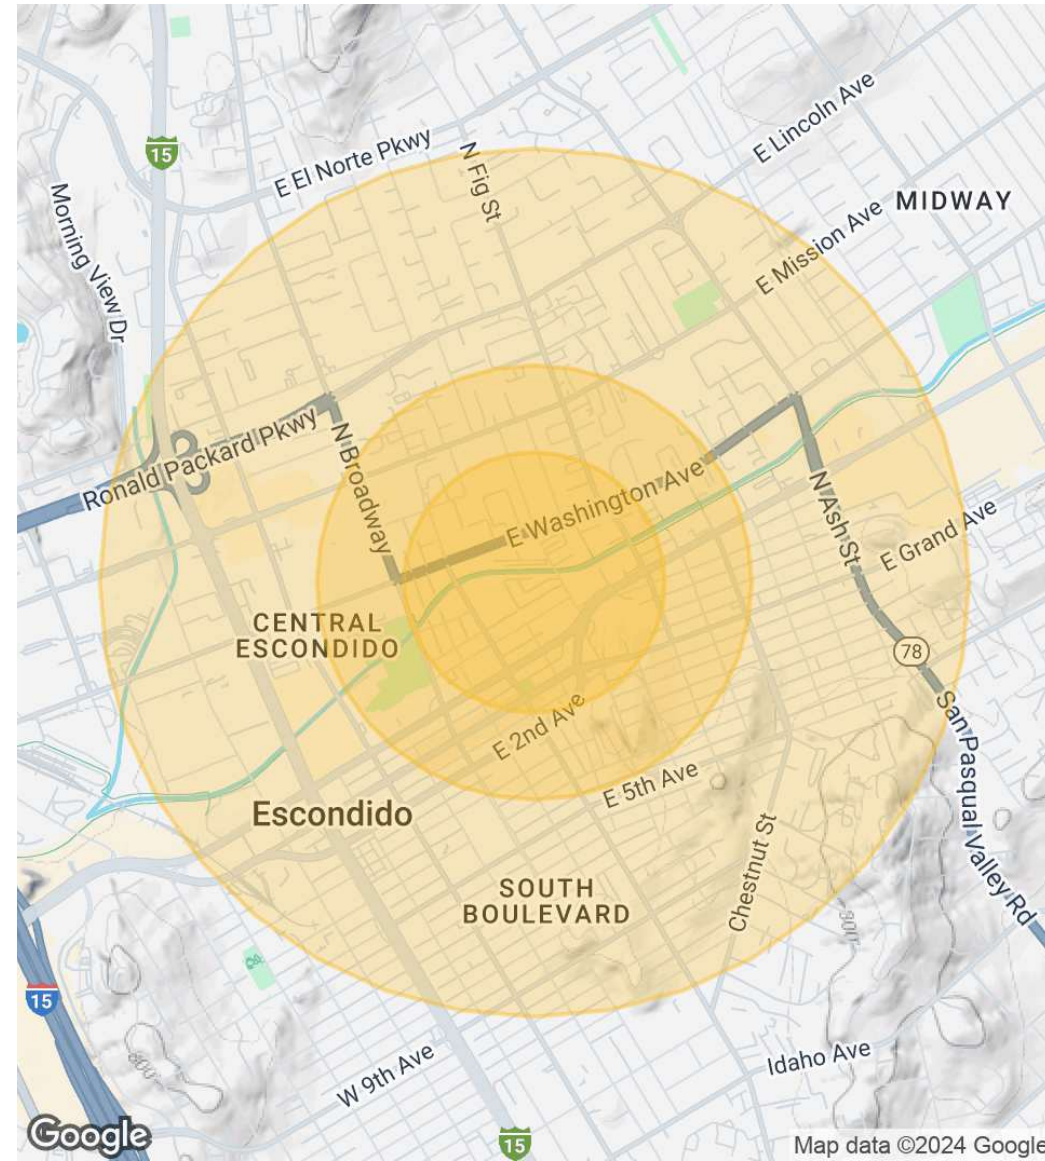 E Lincoln Ave
15
E El Norte Pkwy
N Fig St
MIDWAY
Morning View Dr
E Mission Ave
Ronald Packard Pkwy
N Broadway
E Washington Ave
N Ash St
E Grand Ave
CENTRAL
ESCONDIDO
78
San Pasqual Valley Rd
E 2nd Ave
E 5th Ave
Escondido
Chestnut St
SOUTH
BOULEVARD
800'
15
800'
W 9th Ave
Idaho Ave
Google
15
Map data ©2024 Google